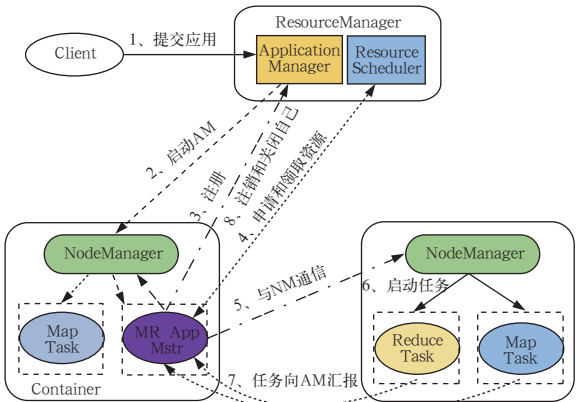 ResourceManager
Client
1、提交应用
Application
Manager
Resource
Scheduler
2、启动AM
3、注册
8、注销和关闭自己
4、申请和领取资源
NodeManager
NodeManager
5、与NM通信
6、启动任务
Map
Task
MR App
Mstr
Reduce
Task
Map
Task
7、任务向AM汇报
Container